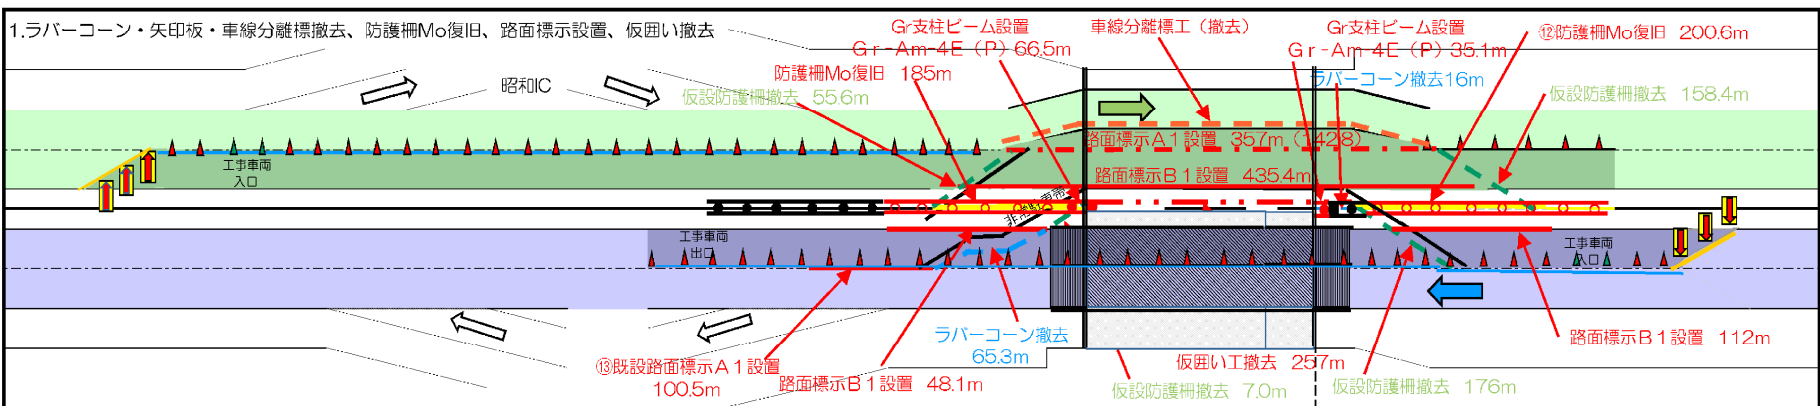 1.ラバーコーン・矢印板・車線分離標撤去、防護柵Mo復旧、路面標示設置、仮囲い撤去
Gr支柱ビーム設置
Gr-Am-4E（P）66.5m
車線分離標工（撤去）
Gr支柱ビーム設置
Gr-Am-4E（P）35.1m
⑫防護柵Mo復旧 200.6m
昭和IC
防護柵Mo復旧 185m
ラバーコーン撤去16m
仮設防護柵撤去 55.6m
仮設防護柵撤去 158.4m
路面標示A1設置 357m（1428）
工事車両
入口
路面標示B1設置 435.4m
非常駐車帯
工事車両
出口
工事車両
入口
ラバーコーン撤去
65.3m
路面標示B1設置 112m
⑬既設路面標示A1設置
100.5m
路面標示B1設置 48.1m
仮囲い工撤去 257m
仮設防護柵撤去 7.0m
仮設防護柵撤去 176m